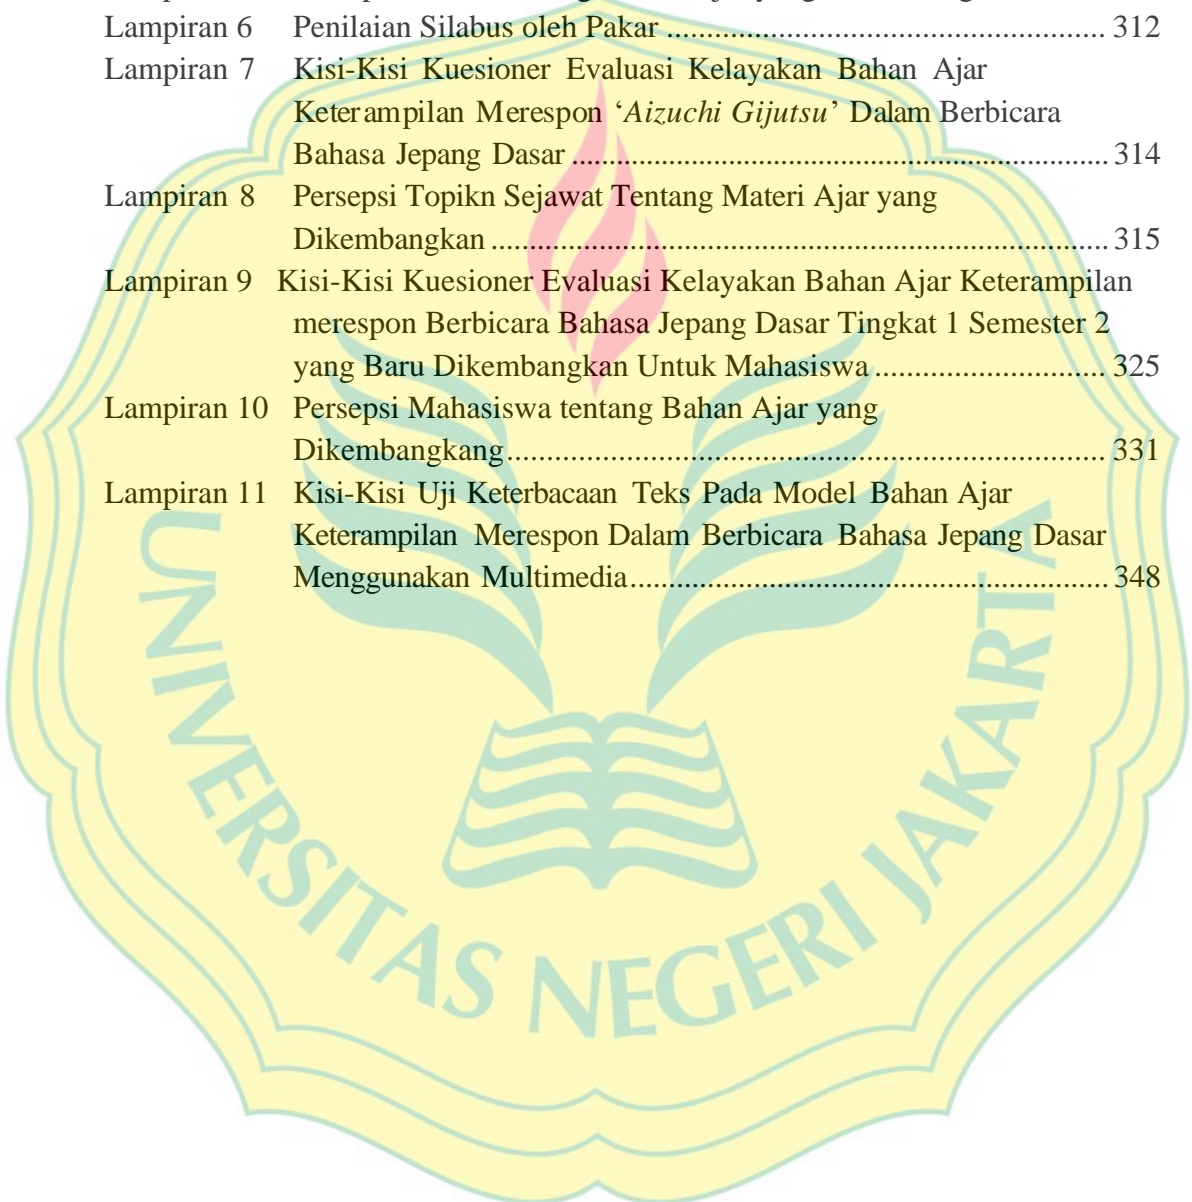 Lampiran 6 Penilaian Silabus oleh Pakar ........................................................ 312
Lampiran 7 Kisi-Kisi Kuesioner Evaluasi Kelayakan Bahan Ajar
Keterampilan Merespon ‘Aizuchi Gijutsu’ Dalam Berbicara
Bahasa Jepang Dasar ..................................................................... 314
Lampiran 8 Persepsi Topikn Sejawat Tentang Materi Ajar yang
Dikembangkan ............................................................................... 315
Lampiran 9 Kisi-Kisi Kuesioner Evaluasi Kelayakan Bahan Ajar Keterampilan
merespon Berbicara Bahasa Jepang Dasar Tingkat 1 Semester 2
yang Baru Dikembangkan Untuk Mahasiswa ............................. 325
Lampiran 10 Persepsi Mahasiswa tentang Bahan Ajar yang
Dikembangkang............................................................................ 331
Lampiran 11 Kisi-Kisi Uji Keterbacaan Teks Pada Model Bahan Ajar
Keterampilan Merespon Dalam Berbicara Bahasa Jepang Dasar
Menggunakan Multimedia............................................................. 348
UNIVERSITAS NEGERI JAKARTA